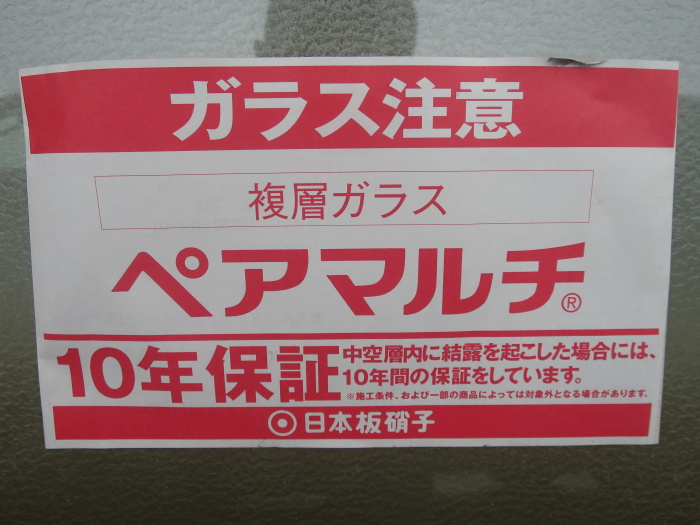 ガラス注意
複層ガラス
ペアマルチ®
10年保証
中空層内に結露を起こした場合には、
10年間の保証をしています。
※施工条件、および一部の商品によっては対象外となる場合があります。
日本板硝子